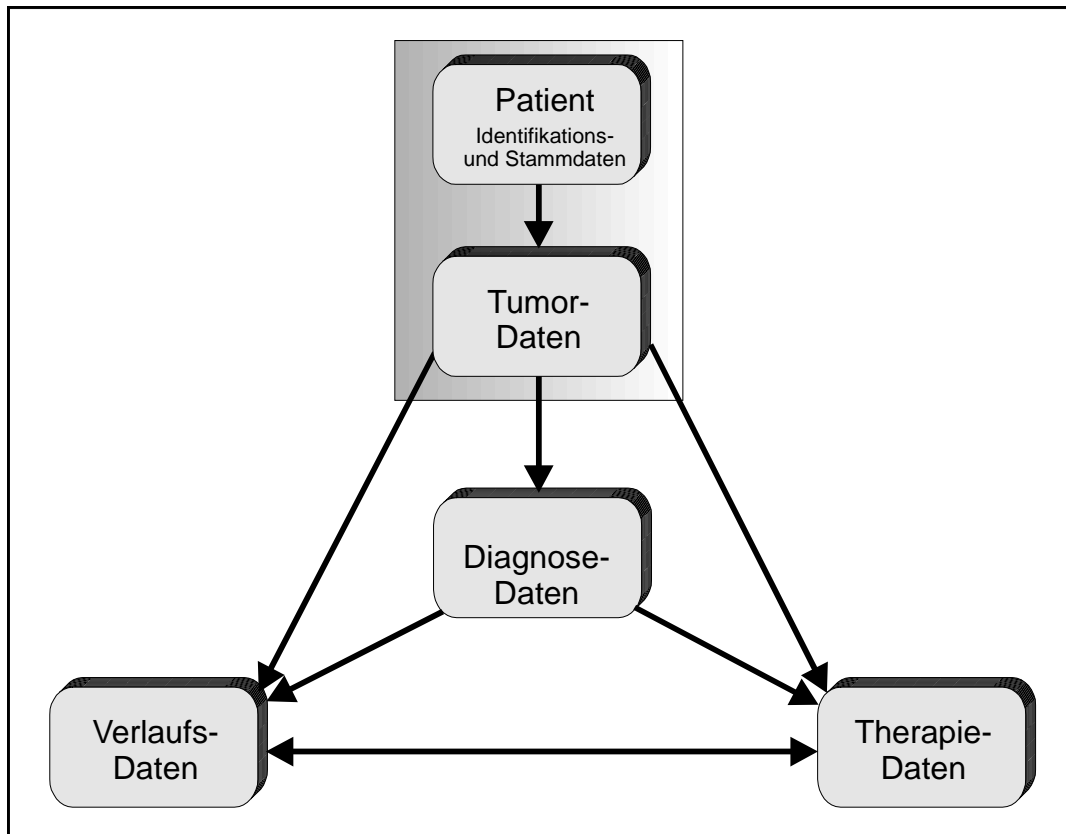 Patient
Identifikations-
und Stammdaten
Tumor-
Daten
Diagnose-
Daten
Verlaufs-
Daten
Therapie-
Daten